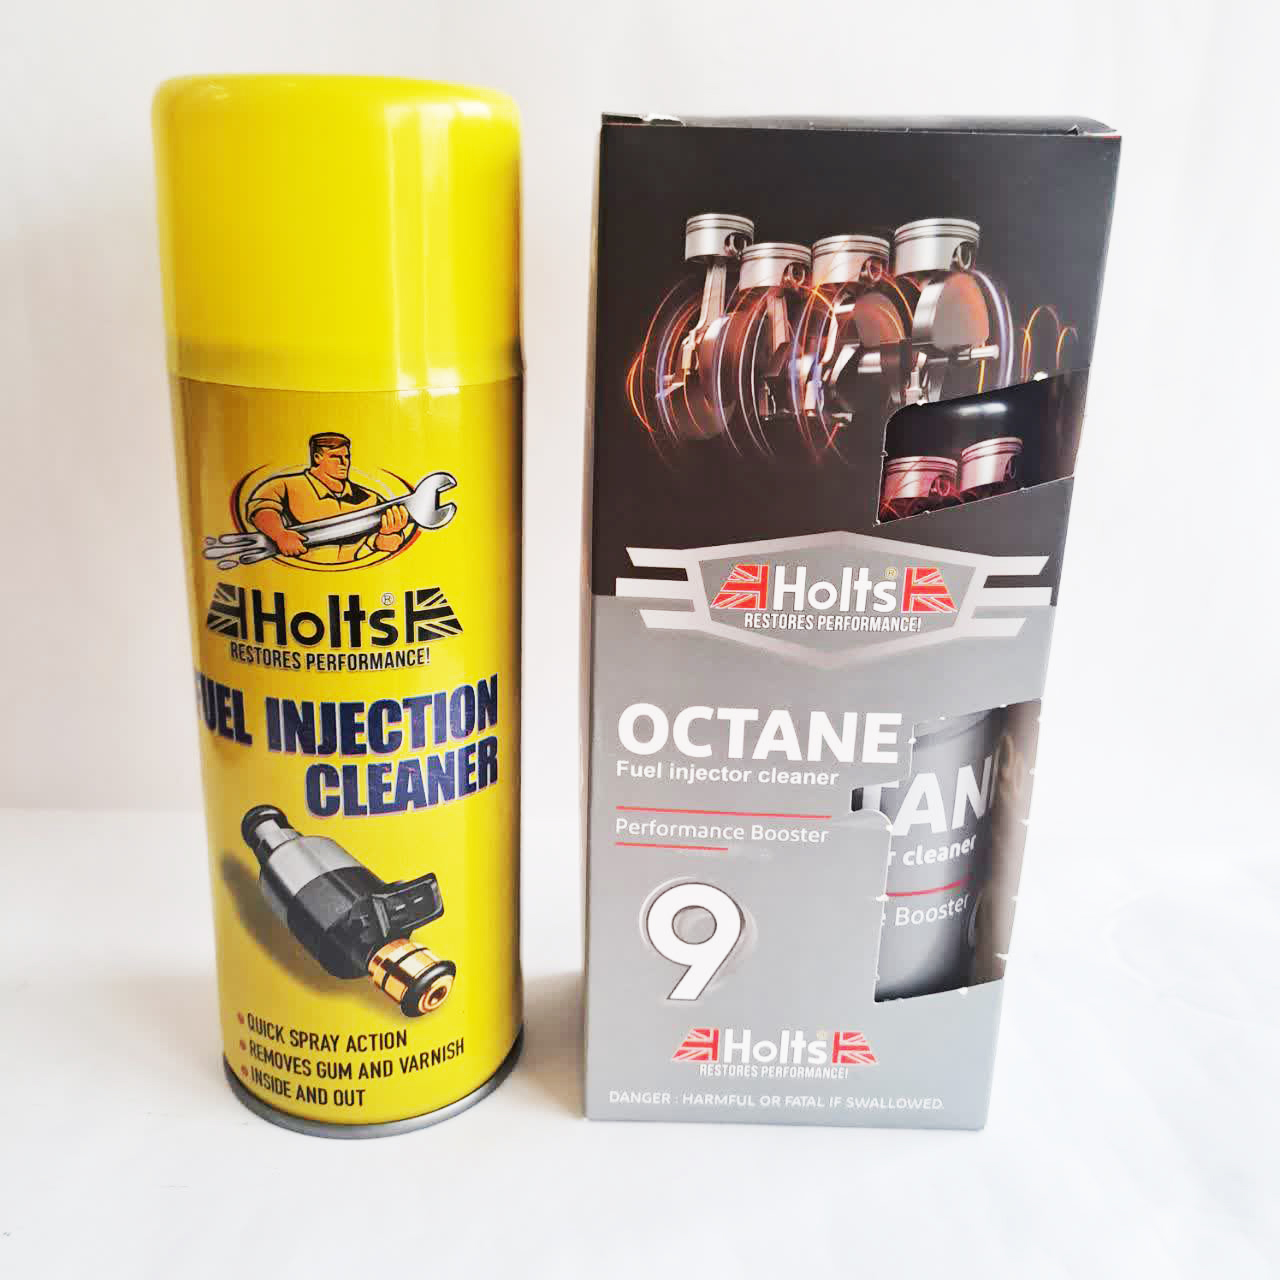 Holts®
RESTORES PERFORMANCE!
FUEL INJECTION
CLEANER
• QUICK SPRAY ACTION
• REMOVES GUM AND VARNISH
• INSIDE AND OUT
Holts®
RESTORES PERFORMANCE!
OCTANE
Fuel injector cleaner
Performance Booster
9
Holts®
RESTORES PERFORMANCE!
DANGER : HARMFUL OR FATAL IF SWALLOWED.
TAN
r cleaner
e Booster